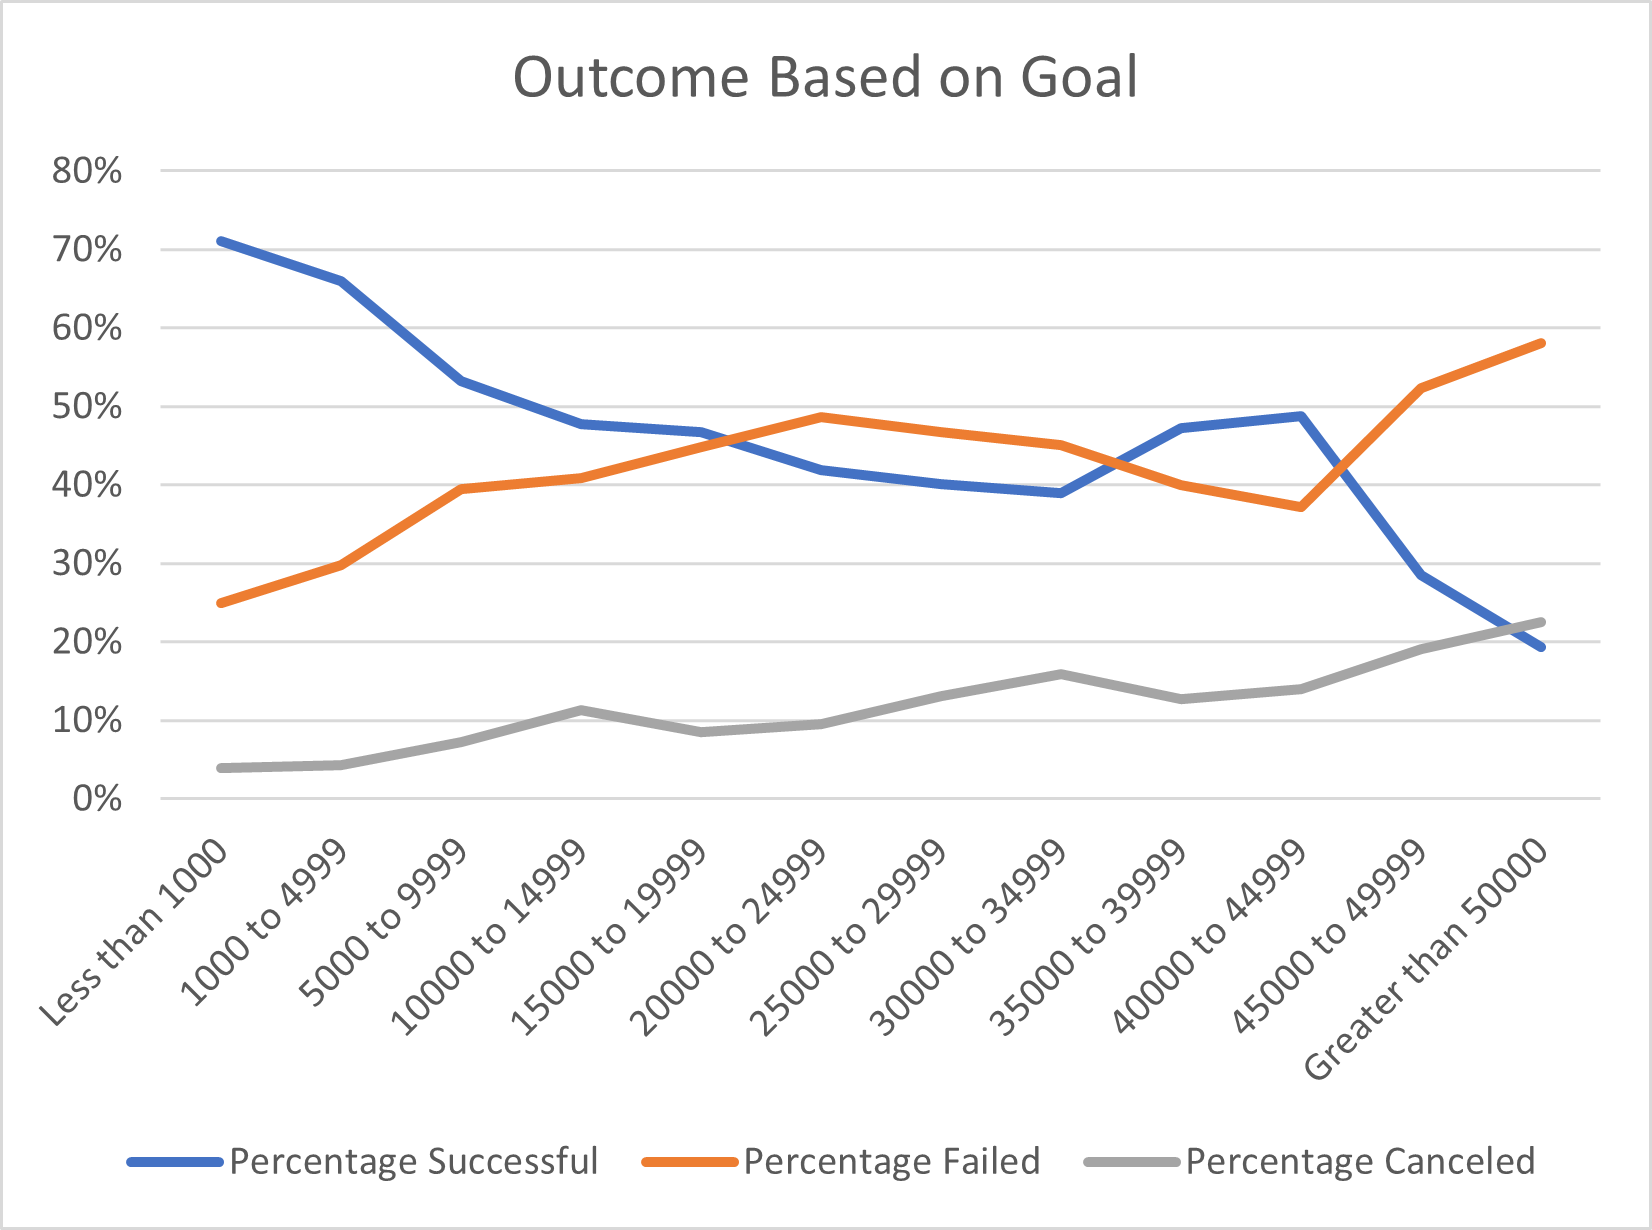 Outcome Based on Goal
80%
70%
60%
50%
40%
30%
20%
10%
0%
Less than 1000
1000 to 4999
5000 to 9999
10000 to 14999
15000 to 19999
20000 to 24999
25000 to 29999
30000 to 34999
35000 to 39999
40000 to 44999
45000 to 49999
Greater than 50000
Percentage Successful
Percentage Failed
Percentage Canceled